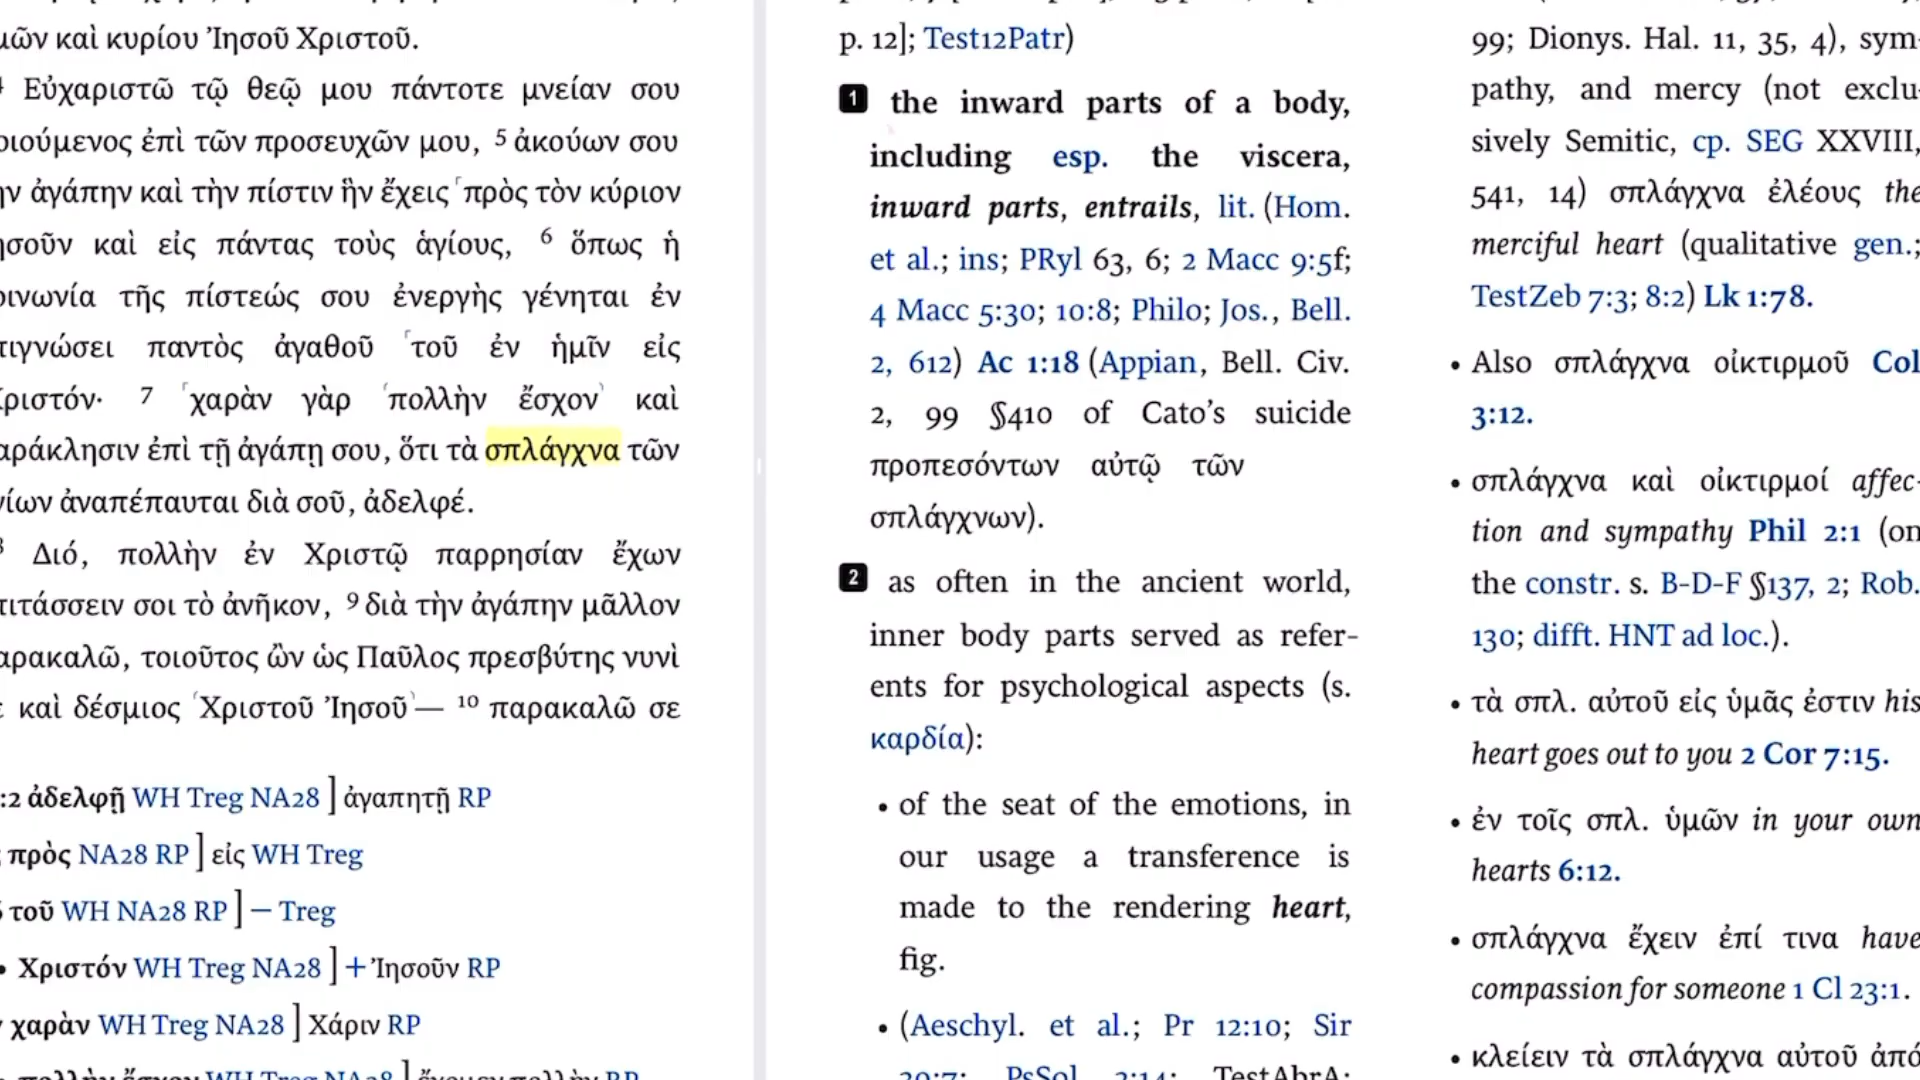 μῶν καὶ κυρίου Ἰησοῦ Χριστοῦ.
Εὐχαριστῶ τῷ θεῷ μου πάντοτε μνείαν σου
οιούμενος ἐπὶ τῶν προσευχῶν μου, 5 ἀκούων σου
ην ἀγάπην καὶ τὴν πίστιν ἣν ἔχεις ⸀πρὸς τὸν κύριον
ησοῦν καὶ εἰς πάντας τοὺς ἁγίους, 6 ὅπως ἡ
οινωνία τῆς πίστεώς σου ἐνεργὴς γένηται ἐν
πιγνώσει παντὸς ἀγαθοῦ ⸀τοῦ ἐν ἡμῖν εἰς
Χριστόν· 7 ⸀χαρὰν γὰρ ⸂πολλὴν ἔσχον⸃ καὶ
αράκλησιν ἐπὶ τῇ ἀγάπῃ σου, ὅτι τὰ σπλάγχνα τῶν
γίων ἀναπέπαυται διὰ σοῦ, ἀδελφέ.
8 Διό, πολλὴν ἐν Χριστῷ παρρησίαν ἔχων
πιτάσσειν σοι τὸ ἀνῆκον, 9 διὰ τὴν ἀγάπην μᾶλλον
αρακαλῶ, τοιοῦτος ὢν ὡς Παῦλος πρεσβύτης νυνὶ
ὲ καὶ δέσμιος ⸂Χριστοῦ Ἰησοῦ⸃— 10 παρακαλῶ σε
:2 ἀδελφῇ WH Treg NA28 ] ἀγαπητῇ RP
πρὸς NA28 RP ] εἰς WH Treg
τοῦ WH NA28 RP ] – Treg
• Χριστόν WH Treg NA28 ] + Ἰησοῦν RP
χαρὰν WH Treg NA28 ] Χάριν RP
πολλὴν ἔσχον WH Treg NA28 ] ἔχομεν πολλὴν RP
p. 12]; Test12Patr)
1 the inward parts of a body,
including esp. the viscera,
inward parts, entrails, lit. (Hom.
et al.; ins; PRyl 63, 6; 2 Macc 9:5f;
4 Macc 5:30; 10:8; Philo; Jos., Bell.
2, 612) Ac 1:18 (Appian, Bell. Civ.
2, 99 §410 of Cato’s suicide
προπεσόντων αὐτῷ τῶν
σπλάγχνων).
2 as often in the ancient world,
inner body parts served as refer-
ents for psychological aspects (s.
καρδία):
• of the seat of the emotions, in
our usage a transference is
made to the rendering heart,
fig.
• (Aeschyl. et al.; Pr 12:10; Sir
30:7; PsSol 2:14; TestAbrA;
99; Dionys. Hal. 11, 35, 4), sym-
pathy, and mercy (not exclu-
sively Semitic, cp. SEG XXVIII,
541, 14) σπλάγχνα ἐλέους the
merciful heart (qualitative gen.;
TestZeb 7:3; 8:2) Lk 1:78.
• Also σπλάγχνα οἰκτιρμοῦ Col
3:12.
• σπλάγχνα καὶ οἰκτιρμοί affec-
tion and sympathy Phil 2:1 (on
the constr. s. B-D-F §137, 2; Rob.
130; difft. HNT ad loc.).
• τὰ σπλ. αὐτοῦ εἰς ὑμᾶς ἐστιν his
heart goes out to you 2 Cor 7:15.
• ἐν τοῖς σπλ. ὑμῶν in your own
hearts 6:12.
• σπλάγχνα ἔχειν ἐπί τινα have
compassion for someone 1 Cl 23:1.
• κλείειν τὰ σπλάγχνα αὐτοῦ ἀπό